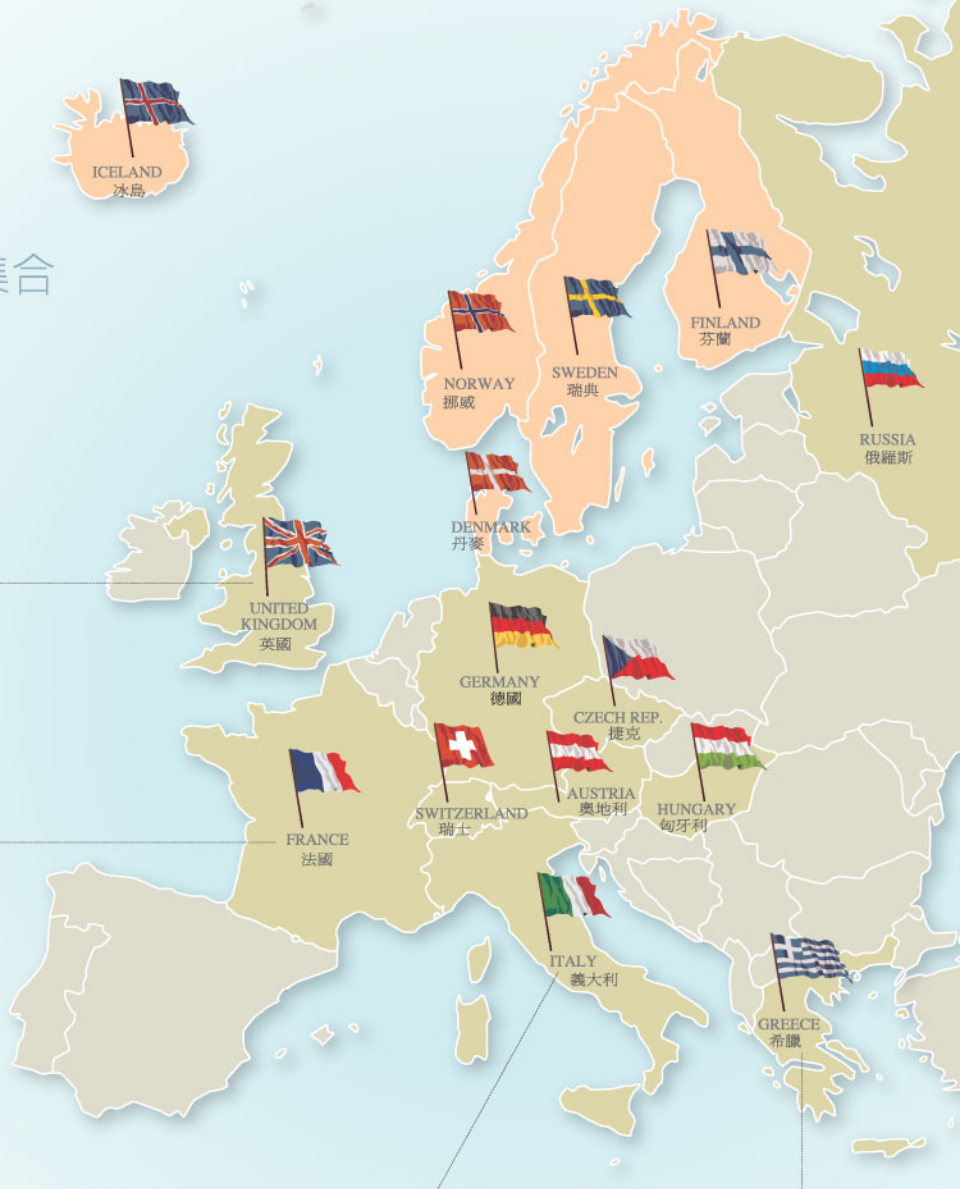 ICELAND
冰島
集合
FINLAND
芬蘭
NORWAY
挪威
SWEDEN
瑞典
RUSSIA
俄羅斯
DENMARK
丹麥
UNITED
KINGDOM
英國
GERMANY
德國
CZECH REP.
捷克
SWITZERLAND
瑞士
AUSTRIA
奧地利
HUNGARY
匈牙利
FRANCE
法國
ITALY
義大利
GREECE
希臘